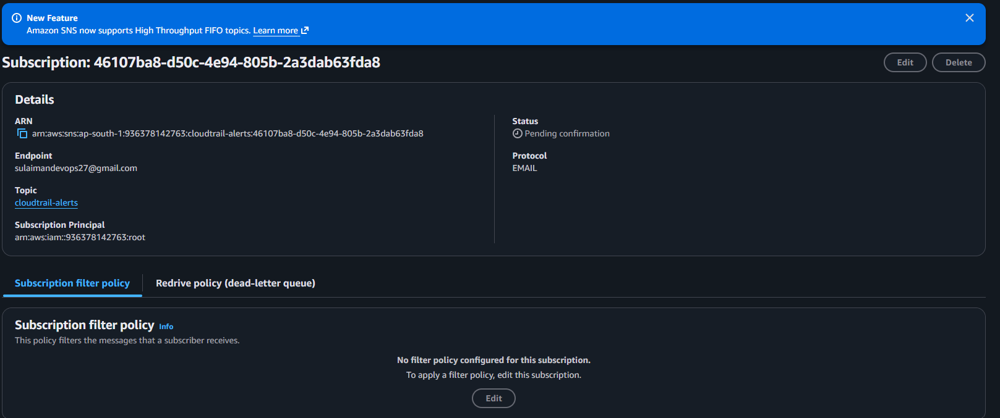 New Feature
Amazon SNS now supports High Throughput FIFO topics. Learn more
Subscription: 46107ba8-d50c-4e94-805b-2a3dab63fda8
Edit
Delete
Details
ARN
arn:aws:sns:ap-south-1:936378142763:cloudtrail-alerts:46107ba8-d50c-4e94-805b-2a3dab63fda8
Endpoint
sulaimandevops27@gmail.com
Topic
cloudtrail-alerts
Subscription Principal
arn:aws:iam::936378142763:root
Status
Pending confirmation
Protocol
EMAIL
Subscription filter policy
Redrive policy (dead-letter queue)
Subscription filter policy Info
This policy filters the messages that a subscriber receives.
No filter policy configured for this subscription.
To apply a filter policy, edit this subscription.
Edit